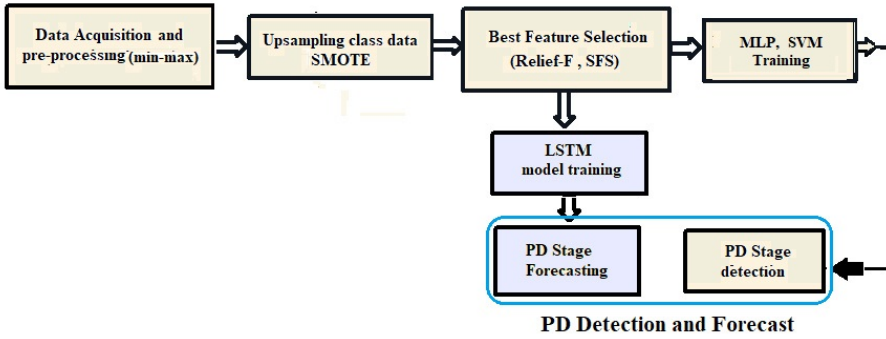 Data Acquisition and
pre-processing (min-max)
Upsampling class data
SMOTE
Best Feature Selection
(Relief-F , SFS)
MLP, SVM
Training
LSTM
model training
PD Stage
Forecasting
PD Stage
detection
PD Detection and Forecast